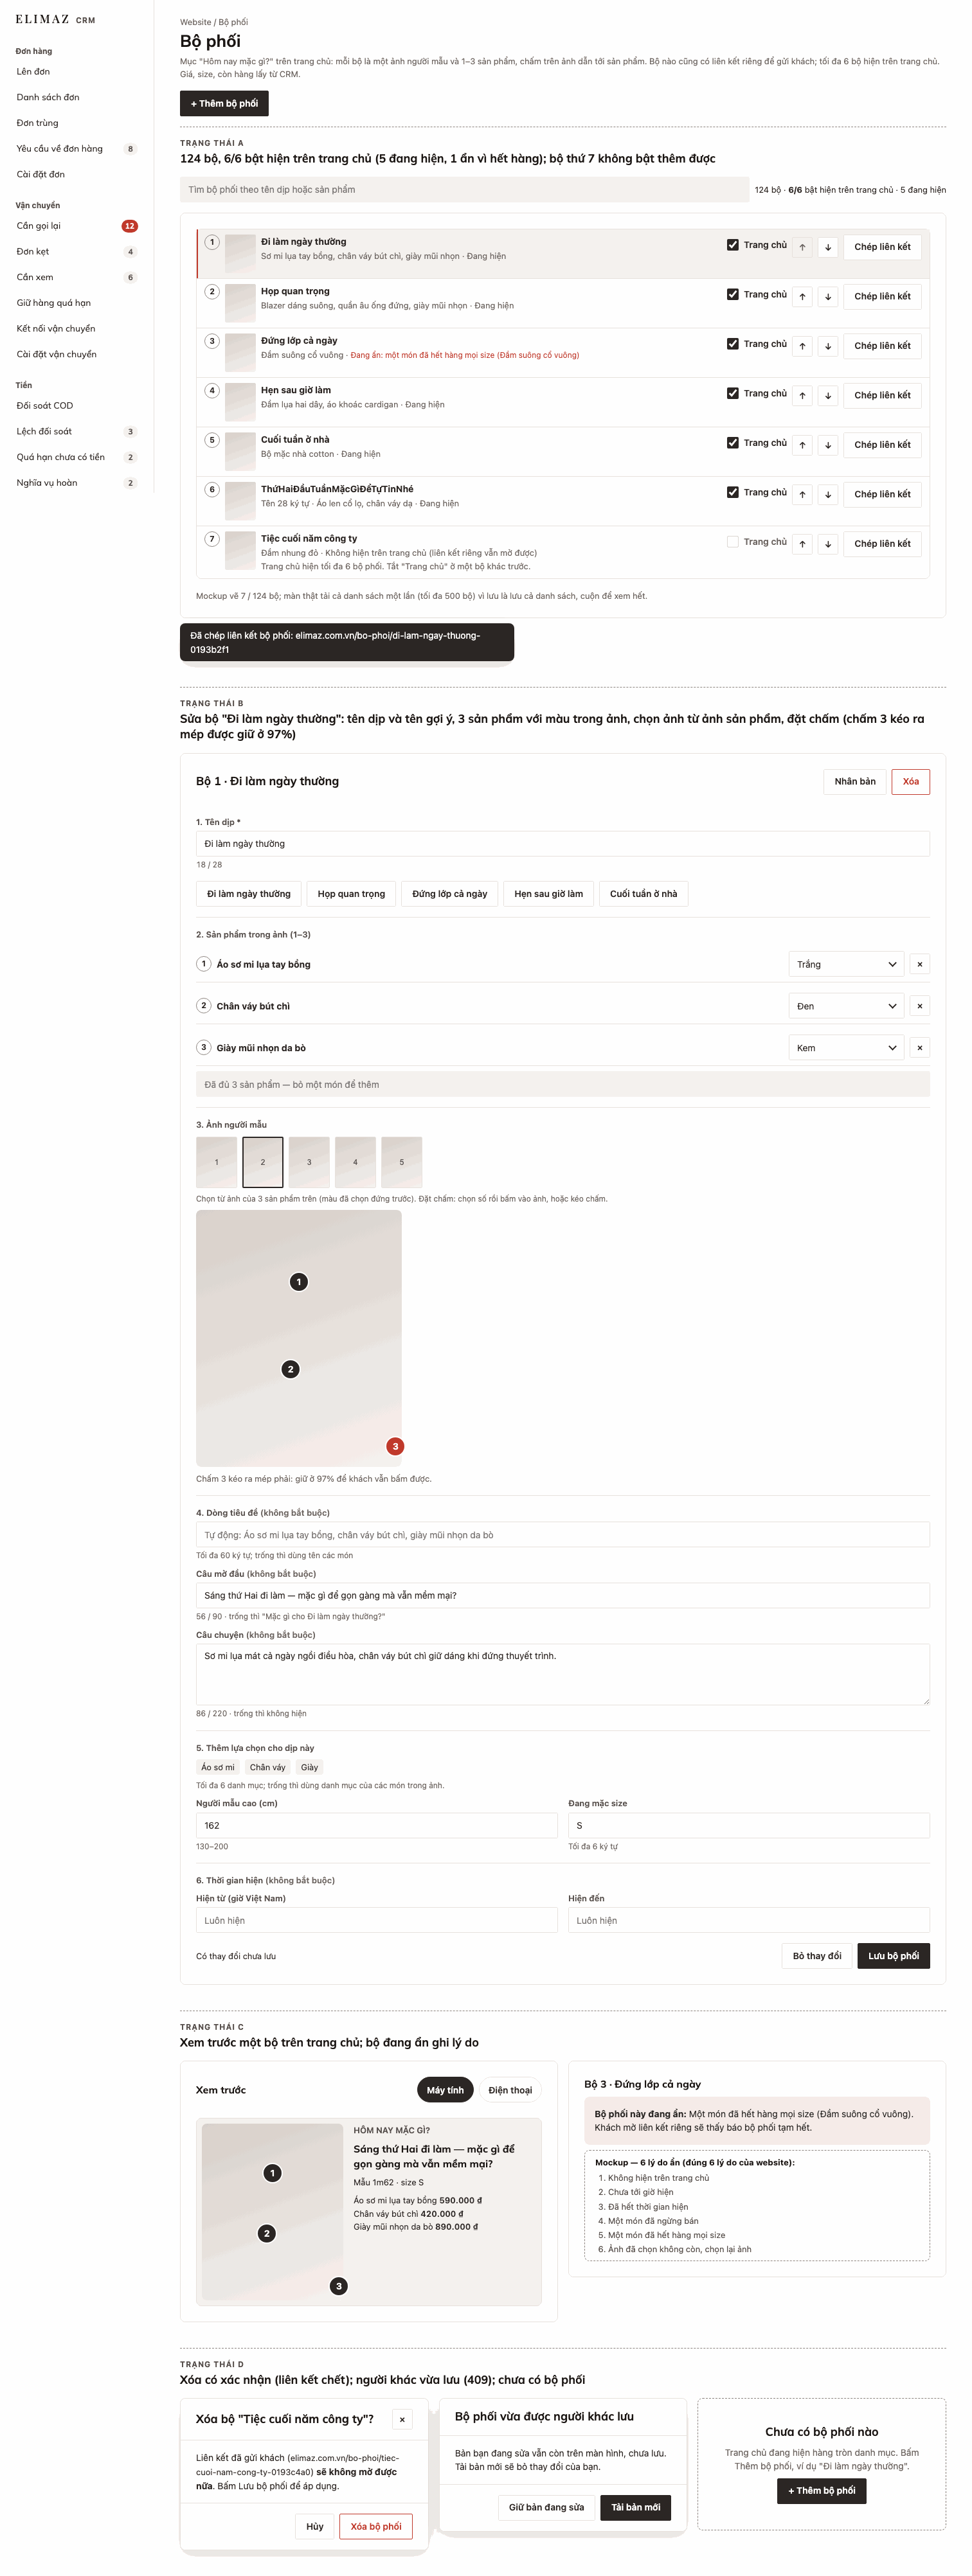 ELIMAZ CRM
Đơn hàng
Lên đơn
Danh sách đơn
Đơn trùng
Yêu cầu về đơn hàng 8
Cài đặt đơn
Vận chuyển
Cần gọi lại 12
Đơn kẹt 4
Cần xem 6
Giữ hàng quá hạn
Kết nối vận chuyển
Cài đặt vận chuyển
Tiền
Đối soát COD
Lệch đối soát 3
Quá hạn chưa có tiền 2
Nghĩa vụ hoàn 2
Website / Bộ phối
Bộ phối
Mục "Hôm nay mặc gì?" trên trang chủ: mỗi bộ là một ảnh người mẫu và 1–3 sản phẩm, chấm trên ảnh dẫn tới sản phẩm. Bộ nào cũng có liên kết riêng để gửi khách; tối đa 6 bộ hiện trên trang chủ.
Giá, size, còn hàng lấy từ CRM.
+ Thêm bộ phối
TRẠNG THÁI A
124 bộ, 6/6 bật hiện trên trang chủ (5 đang hiện, 1 ẩn vì hết hàng); bộ thứ 7 không bật thêm được
Tìm bộ phối theo tên dịp hoặc sản phẩm
124 bộ · 6/6 bật hiện trên trang chủ · 5 đang hiện
1 Đi làm ngày thường Trang chủ ↑ ↓ Chép liên kết
Sơ mi lụa tay bồng, chân váy bút chì, giày mũi nhọn · Đang hiện
2 Họp quan trọng Trang chủ ↑ ↓ Chép liên kết
Blazer dáng suông, quần âu ống đứng, giày mũi nhọn · Đang hiện
3 Đứng lớp cả ngày Trang chủ ↑ ↓ Chép liên kết
Đầm suông cổ vuông · Đang ẩn: một món đã hết hàng mọi size (Đầm suông cổ vuông)
4 Hẹn sau giờ làm Trang chủ ↑ ↓ Chép liên kết
Đầm lụa hai dây, áo khoác cardigan · Đang hiện
5 Cuối tuần ở nhà Trang chủ ↑ ↓ Chép liên kết
Bộ mặc nhà cotton · Đang hiện
6 ThứHaiĐầuTuầnMặcGìĐểTựTinNhé Trang chủ ↑ ↓ Chép liên kết
Tên 28 ký tự · Áo len cổ lọ, chân váy dạ · Đang hiện
7 Tiệc cuối năm công ty Trang chủ ↑ ↓ Chép liên kết
Đầm nhung đỏ · Không hiện trên trang chủ (liên kết riêng vẫn mở được)
Trang chủ hiện tối đa 6 bộ phối. Tắt "Trang chủ" ở một bộ khác trước.
Mockup vẽ 7 / 124 bộ; màn thật tải cả danh sách một lần (tối đa 500 bộ) vì lưu là lưu cả danh sách, cuộn để xem hết.
Đã chép liên kết bộ phối: elimaz.com.vn/bo-phoi/di-lam-ngay-thuong-
0193b2f1
TRẠNG THÁI B
Sửa bộ "Đi làm ngày thường": tên dịp và tên gợi ý, 3 sản phẩm với màu trong ảnh, chọn ảnh từ ảnh sản phẩm, đặt chấm (chấm 3 kéo ra
mép được giữ ở 97%)
Bộ 1 · Đi làm ngày thường
Nhân bản
Xóa
1. Tên dịp *
Đi làm ngày thường
18 / 28
Đi làm ngày thường
Họp quan trọng
Đứng lớp cả ngày
Hẹn sau giờ làm
Cuối tuần ở nhà
2. Sản phẩm trong ảnh (1–3)
1 Áo sơ mi lụa tay bồng Trắng ×
2 Chân váy bút chì Đen ×
3 Giày mũi nhọn da bò Kem ×
Đã đủ 3 sản phẩm — bỏ một món để thêm
3. Ảnh người mẫu
1 2 3 4 5
Chọn từ ảnh của 3 sản phẩm trên (màu đã chọn đứng trước). Đặt chấm: chọn số rồi bấm vào ảnh, hoặc kéo chấm.
1
2
3
Chấm 3 kéo ra mép phải: giữ ở 97% để khách vẫn bấm được.
4. Dòng tiêu đề (không bắt buộc)
Tự động: Áo sơ mi lụa tay bồng, chân váy bút chì, giày mũi nhọn da bò
Tối đa 60 ký tự; trống thì dùng tên các món
Câu mở đầu (không bắt buộc)
Sáng thứ Hai đi làm — mặc gì để gọn gàng mà vẫn mềm mại?
56 / 90 · trống thì "Mặc gì cho Đi làm ngày thường?"
Câu chuyện (không bắt buộc)
Sơ mi lụa mát cả ngày ngồi điều hòa, chân váy bút chì giữ dáng khi đứng thuyết trình.
86 / 220 · trống thì không hiện
5. Thêm lựa chọn cho dịp này
Áo sơ mi Chân váy Giày
Tối đa 6 danh mục; trống thì dùng danh mục của các món trong ảnh.
Người mẫu cao (cm)
162
130–200
Đang mặc size
S
Tối đa 6 ký tự
6. Thời gian hiện (không bắt buộc)
Hiện từ (giờ Việt Nam)
Luôn hiện
Hiện đến
Luôn hiện
Có thay đổi chưa lưu
Bỏ thay đổi
Lưu bộ phối
TRẠNG THÁI C
Xem trước một bộ trên trang chủ; bộ đang ẩn ghi lý do
Xem trước
Máy tính
Điện thoại
1
2
3
HÔM NAY MẶC GÌ?
Sáng thứ Hai đi làm — mặc gì để
gọn gàng mà vẫn mềm mại?
Mẫu 1m62 · size S
Áo sơ mi lụa tay bồng 590.000 đ
Chân váy bút chì 420.000 đ
Giày mũi nhọn da bò 890.000 đ
Bộ 3 · Đứng lớp cả ngày
Bộ phối này đang ẩn: Một món đã hết hàng mọi size (Đầm suông cổ vuông).
Khách mở liên kết riêng sẽ thấy báo bộ phối tạm hết.
Mockup — 6 lý do ẩn (đúng 6 lý do của website):
1. Không hiện trên trang chủ
2. Chưa tới giờ hiện
3. Đã hết thời gian hiện
4. Một món đã ngừng bán
5. Một món đã hết hàng mọi size
6. Ảnh đã chọn không còn, chọn lại ảnh
TRẠNG THÁI D
Xóa có xác nhận (liên kết chết); người khác vừa lưu (409); chưa có bộ phối
Xóa bộ "Tiệc cuối năm công ty"? ×
Liên kết đã gửi khách (elimaz.com.vn/bo-phoi/tiec-
cuoi-nam-cong-ty-0193c4a0) sẽ không mở được
nữa. Bấm Lưu bộ phối để áp dụng.
Hủy
Xóa bộ phối
Bộ phối vừa được người khác lưu
Bản bạn đang sửa vẫn còn trên màn hình, chưa lưu.
Tải bản mới sẽ bỏ thay đổi của bạn.
Giữ bản đang sửa
Tải bản mới
Chưa có bộ phối nào
Trang chủ đang hiện hàng tròn danh mục. Bấm
Thêm bộ phối, ví dụ "Đi làm ngày thường".
+ Thêm bộ phối